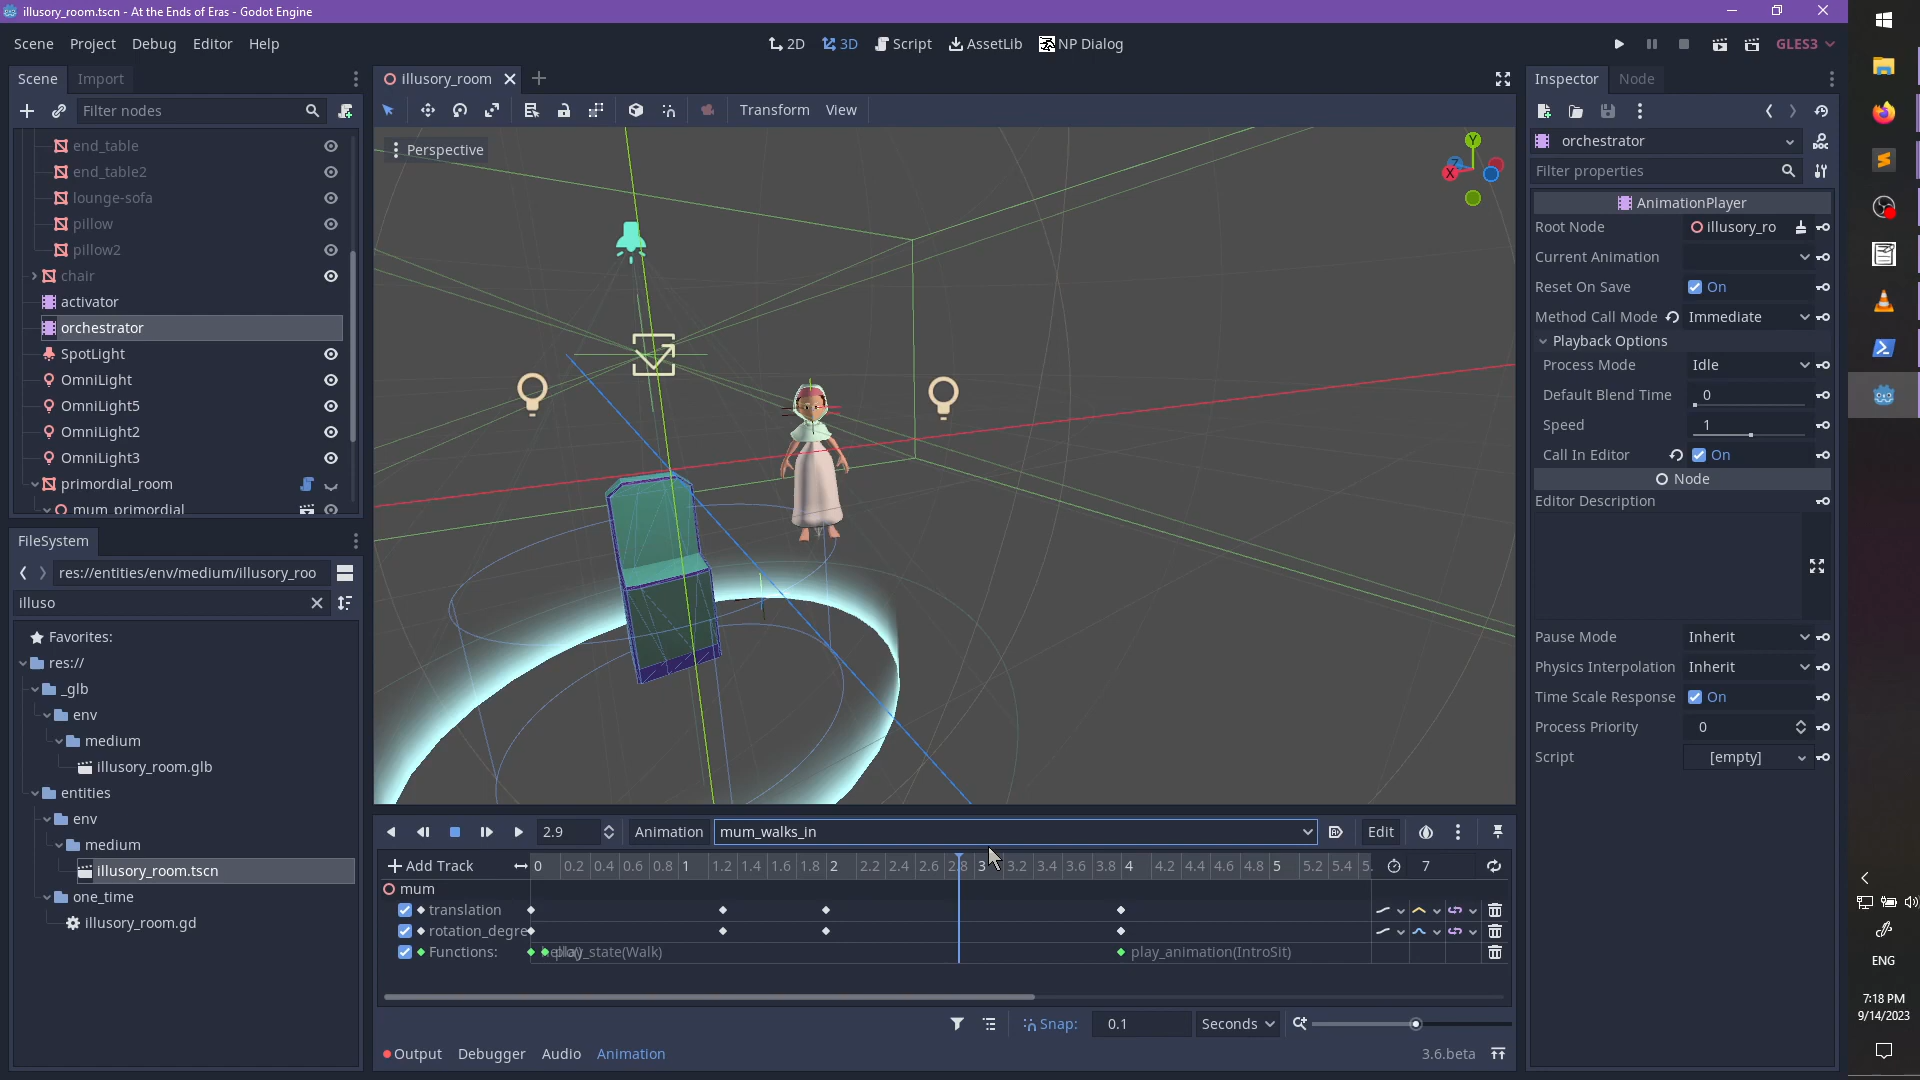 illusory_room.tscn - At the Ends of Eras - Godot Engine
Scene Project Debug Editor Help
2D 3D Script AssetLib NP Dialog
GLES3
Scene Import
Filter nodes
end_table
end_table2
lounge-sofa
pillow
pillow2
chair
activator
orchestrator
SpotLight
OmniLight
OmniLight5
OmniLight2
OmniLight3
primordial_room
mum_primordial
FileSystem
res://entities/env/medium/illusory_roo
illuso
Favorites:
res://
_glb
env
medium
illusory_room.glb
entities
env
medium
illusory_room.tscn
one_time
illusory_room.gd
illusory_room
Transform View
Perspective
Y
Z
X
2.9 Animation mum_walks_in Edit
Add Track 0 0.2 0.4 0.6 0.8 1 1.2 1.4 1.6 1.8 2 2.2 2.4 2.6 2.8 3 3.2 3.4 3.6 3.8 4 4.2 4.4 4.6 4.8 5 5.2 5.4 5. 7
mum
translation
rotation_degre
Functions: play_state(Walk) play_animation(IntroSit)
Snap: 0.1 Seconds
Output Debugger Audio Animation 3.6.beta
Inspector Node
orchestrator
Filter properties
AnimationPlayer
Root Node illusory_ro
Current Animation
Reset On Save On
Method Call Mode Immediate
Playback Options
Process Mode Idle
Default Blend Time 0
Speed 1
Call In Editor On
Node
Editor Description
Pause Mode Inherit
Physics Interpolation Inherit
Time Scale Response On
Process Priority 0
Script [empty]
ENG
7:18 PM
9/14/2023